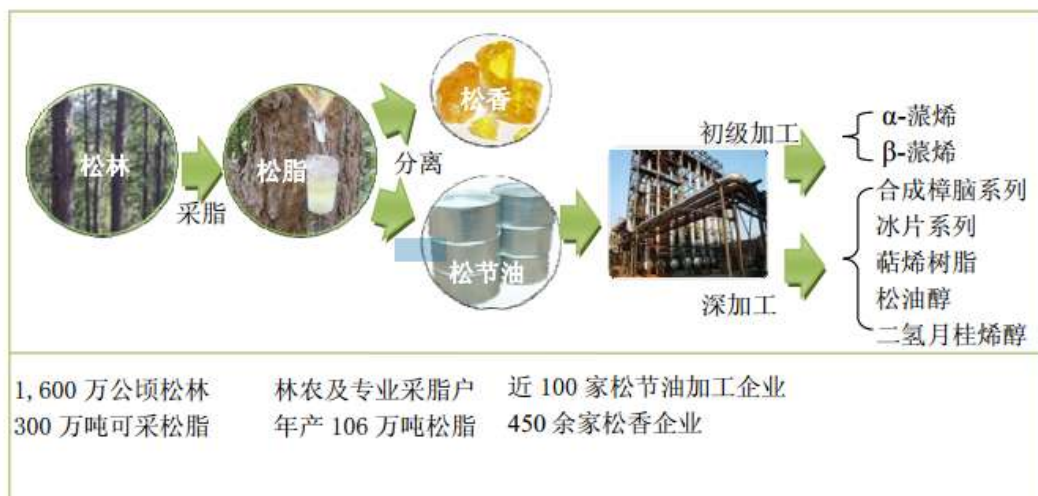 松林
采脂
松脂
分离
松香
松节油
初级加工
深加工
α-蒎烯
β-蒎烯
合成樟脑系列
冰片系列
萜烯树脂
松油醇
二氢月桂烯醇
1,600 万公顷松林
300 万吨可采松脂
林农及专业采脂户
年产 106 万吨松脂
近 100 家松节油加工企业
450 余家松香企业